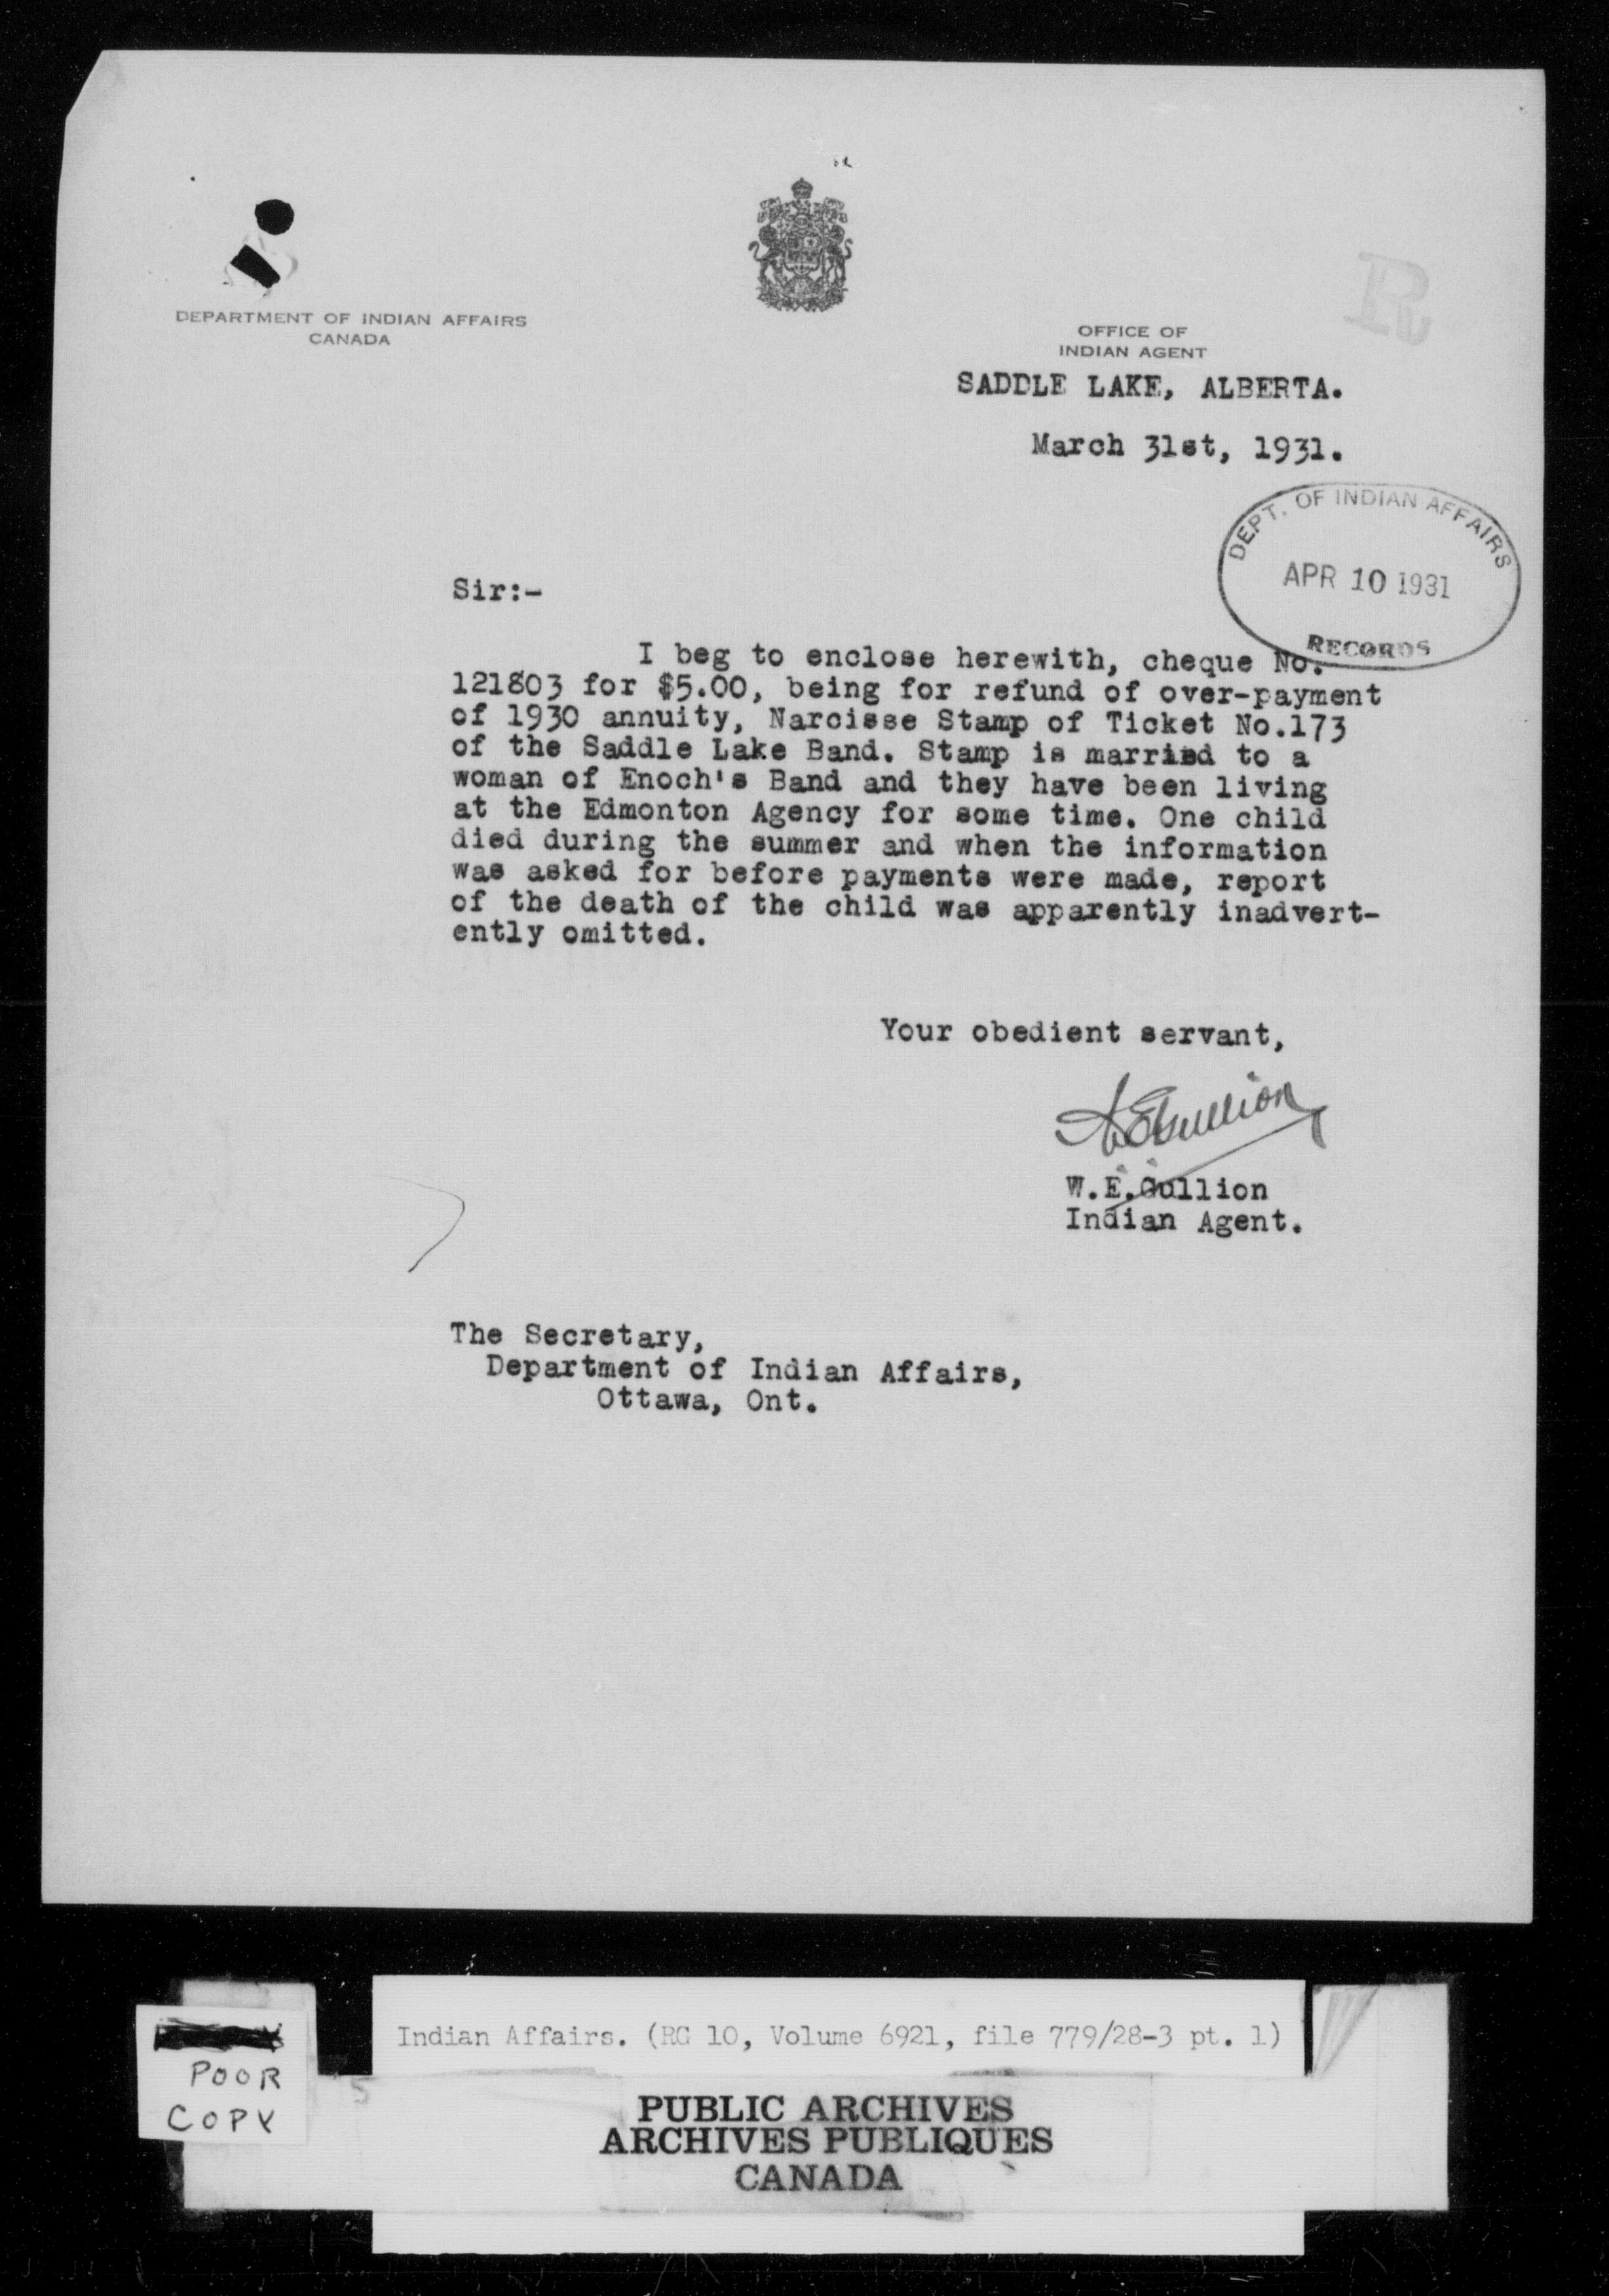 DEPARTMENT OF INDIAN AFFAIRS
CANADA
R
OFFICE OF
INDIAN AGENT
SADDLE LAKE, ALBERTA.
March 31st, 1931.
DEPT. OF INDIAN AFFAIRS
APR 10 1931
RECORDS
Sir:-
I beg to enclose herewith, cheque No.
121803 for $5.00, being for refund of over-payment
of 1930 annuity, Narcisse Stamp of Ticket No.173
of the Saddle Lake Band. Stamp is married to a
woman of Enoch's Band and they have been living
at the Edmonton Agency for some time. One child
died during the summer and when the information
was asked for before payments were made, report
of the death of the child was apparently inadvert-
ently omitted.
Your obedient servant,
W.E.Gullion
Indian Agent.
The Secretary,
Department of Indian Affairs,
Ottawa, Ont.
POOR
COPY
Indian Affairs. (RG 10, Volume 6921, file 779/28-3 pt. 1)
5
PUBLIC ARCHIVES
ARCHIVES PUBLIQUES
CANADA